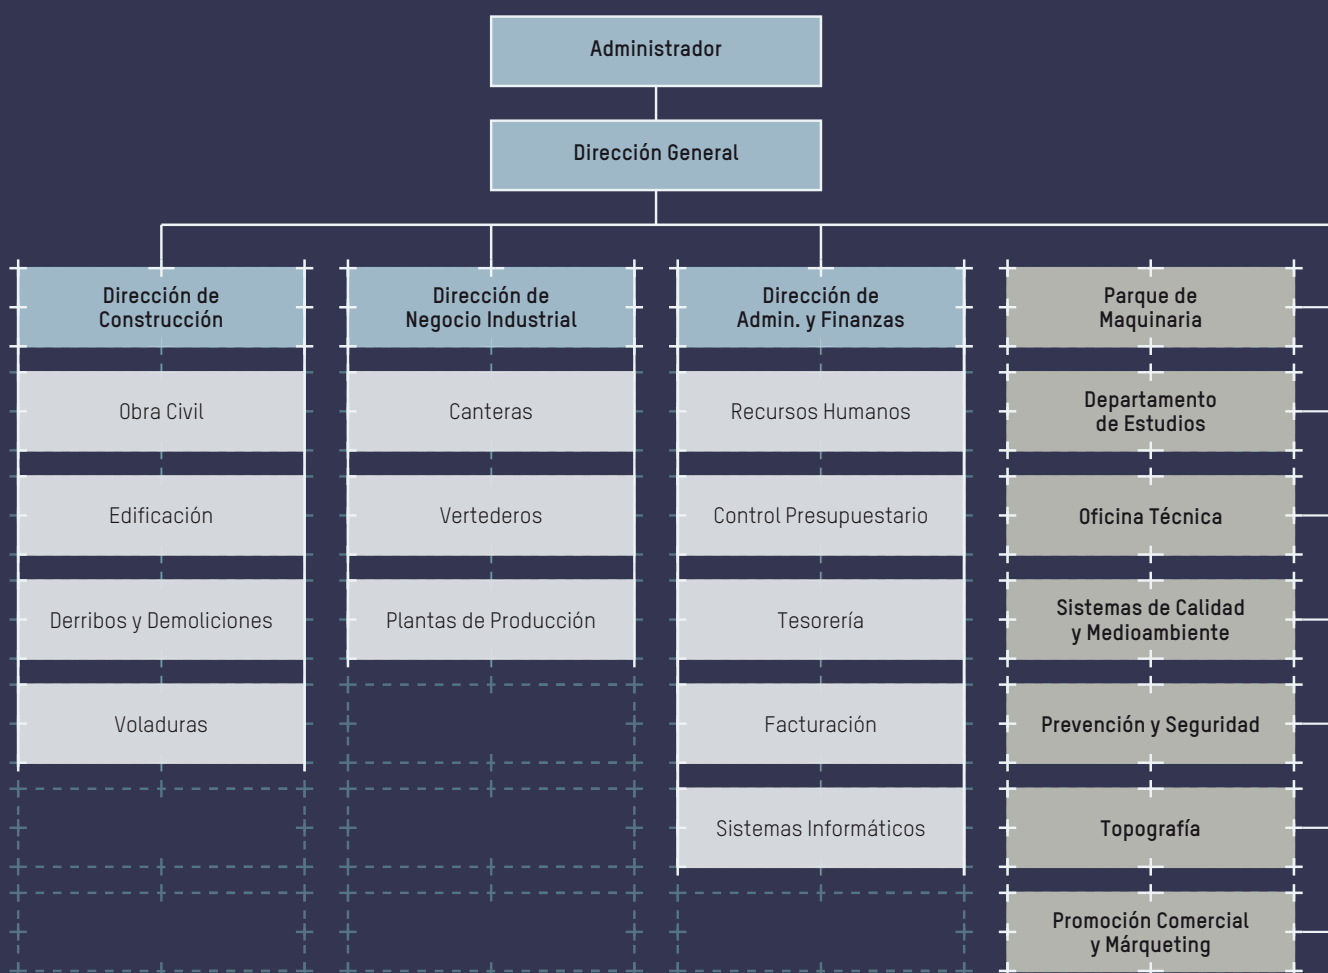 Administrador
Dirección General
Dirección de
Construcción
Obra Civil
Edificación
Derribos y Demoliciones
Voladuras
Dirección de
Negocio Industrial
Canteras
Vertederos
Plantas de Producción
Dirección de
Admin. y Finanzas
Recursos Humanos
Control Presupuestario
Tesorería
Facturación
Sistemas Informáticos
Parque de
Maquinaria
Departamento
de Estudios
Oficina Técnica
Sistemas de Calidad
y Medioambiente
Prevención y Seguridad
Topografía
Promoción Comercial
y Márqueting